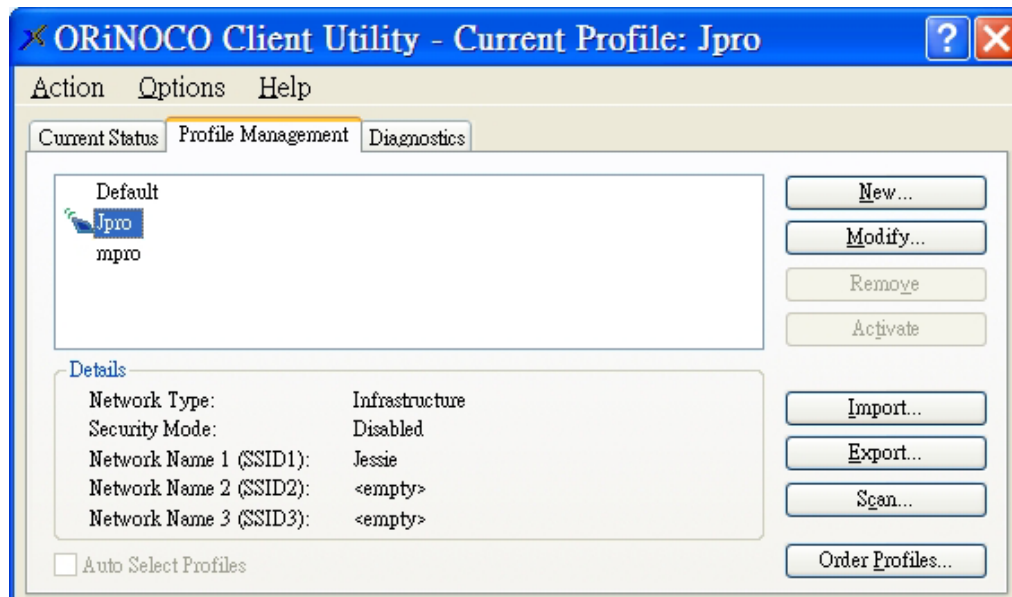 ORiNOCO Client Utility - Current Profile: Jpro
?
Action Options Help
Current Status Profile Management Diagnostics
Default
Jpro
mpro
New...
Modify...
Remove
Activate
Details
Network Type: Infrastructure
Security Mode: Disabled
Network Name 1 (SSID1): Jessie
Network Name 2 (SSID2): <empty>
Network Name 3 (SSID3): <empty>
Import...
Export...
Scan...
Auto Select Profiles
Order Profiles...